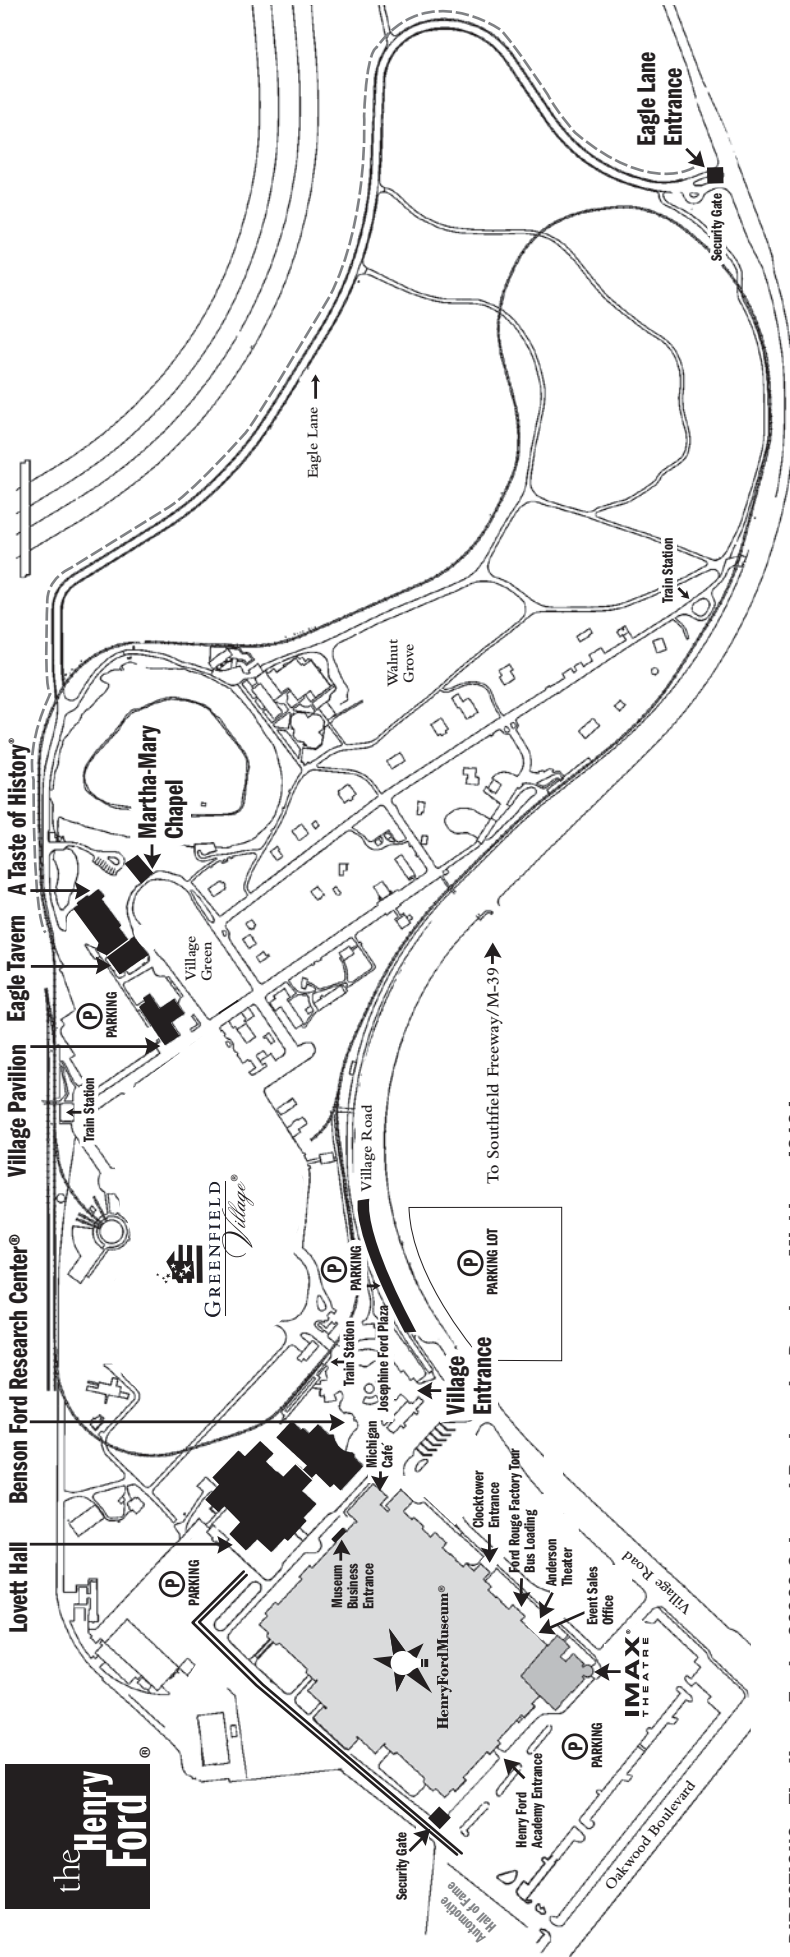 the
Henry
Ford
®
Lovett Hall
Benson Ford Research Center®
Village Pavilion
Eagle Tavern
A Taste of History®
Martha-Mary
Chapel
P
PARKING
Village
Green
Train Station
Greenfield
Village®
P
PARKING
Walnut
Grove
Eagle Lane
Eagle Lane
Entrance
Security Gate
Train Station
To Southfield Freeway/M-39
Village Road
P
PARKING
P
PARKING LOT
Train Station
Josephine Ford Plaza
Village
Entrance
Michigan
Café
Museum
Business
Entrance
HenryFordMuseum®
Clocktower
Entrance
Ford Rouge Factory Tour
Bus Loading
Anderson
Theater
Event Sales
Office
IMAX®
THEATRE
P
PARKING
Henry Ford
Academy Entrance
Security Gate
Automotive
Hall of Fame
Oakwood Boulevard
Village Road